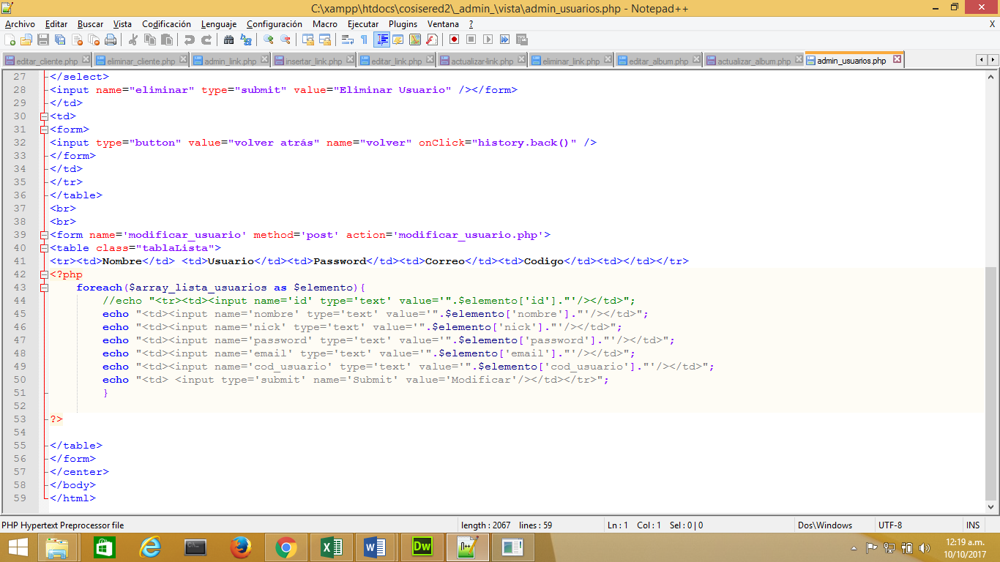 C:\xampp\htdocs\cosisered2\_admin_\vista\admin_usuarios.php - Notepad++
Archivo Editar Buscar Vista Codificación Lenguaje Configuración Macro Ejecutar Plugins Ventana ? X
editar_cliente.php eliminar_cliente.php admin_link.php insertar_link.php editar_link.php actualizar-link.php eliminar_link.php editar_album.php actualizar_album.php admin_usuarios.php
27 </select>
28 <input name="eliminar" type="submit" value="Eliminar Usuario" /></form>
29 </td>
30 <td>
31 <form>
32 <input type="button" value="volver atrás" name="volver" onClick="history.back()" />
33 </form>
34 </td>
35 </tr>
36 </table>
37 <br>
38 <br>
39 <form name='modificar_usuario' method='post' action='modificar_usuario.php'>
40 <table class="tablaLista">
41 <tr><td>Nombre</td> <td>Usuario</td><td>Password</td><td>Correo</td><td>Codigo</td><td></td></tr>
42 <?php
43 foreach($array_lista_usuarios as $elemento){
44 //echo "<tr><td><input name='id' type='text' value='".$elemento['id']."'/></td>";
45 echo "<td><input name='nombre' type='text' value='".$elemento['nombre']."'/></td>";
46 echo "<td><input name='nick' type='text' value='".$elemento['nick']."'/></td>";
47 echo "<td><input name='password' type='text' value='".$elemento['password']."'/></td>";
48 echo "<td><input name='email' type='text' value='".$elemento['email']."'/></td>";
49 echo "<td><input name='cod_usuario' type='text' value='".$elemento['cod_usuario']."'/></td>";
50 echo "<td> <input type='submit' name='Submit' value='Modificar'/></td></tr>";
51 }
52
53 ?>
54
55 </table>
56 </form>
57 </center>
58 </body>
59 </html>
PHP Hypertext Preprocessor file length : 2067 lines : 59 Ln : 1 Col : 1 Sel : 0 | 0 Dos\Windows UTF-8 INS
12:19 a.m.
10/10/2017